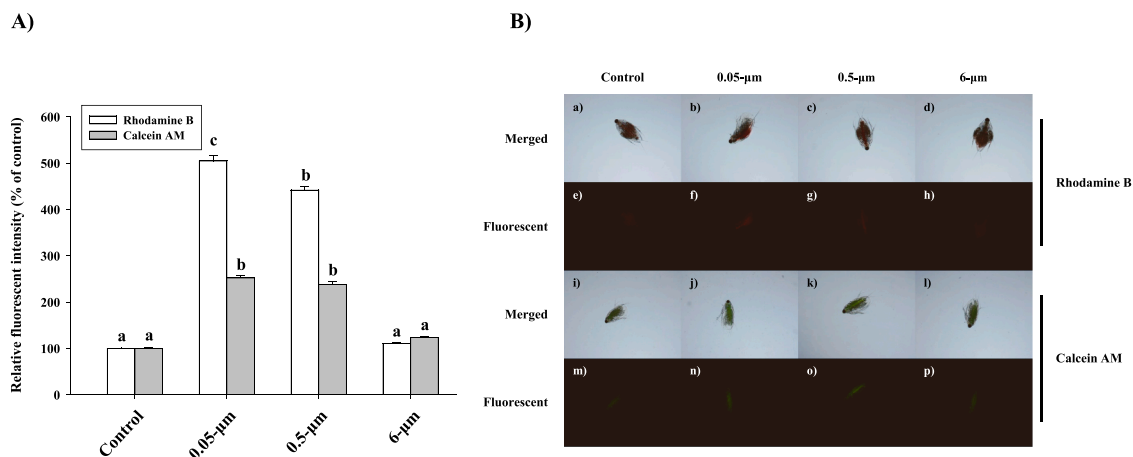 A)
B)
Rhodamine B
Calcein AM
Relative fluorescent intensity (% of control)
600
500
400
300
200
100
0
a a
c
b
b
b
a a
Control
0.05-μm
0.5-μm
6-μm
Control 0.05-μm 0.5-μm 6-μm
Merged
a) b) c) d)
Fluorescent
e) f) g) h)
Rhodamine B
Merged
i) j) k) l)
Fluorescent
m) n) o) p)
Calcein AM